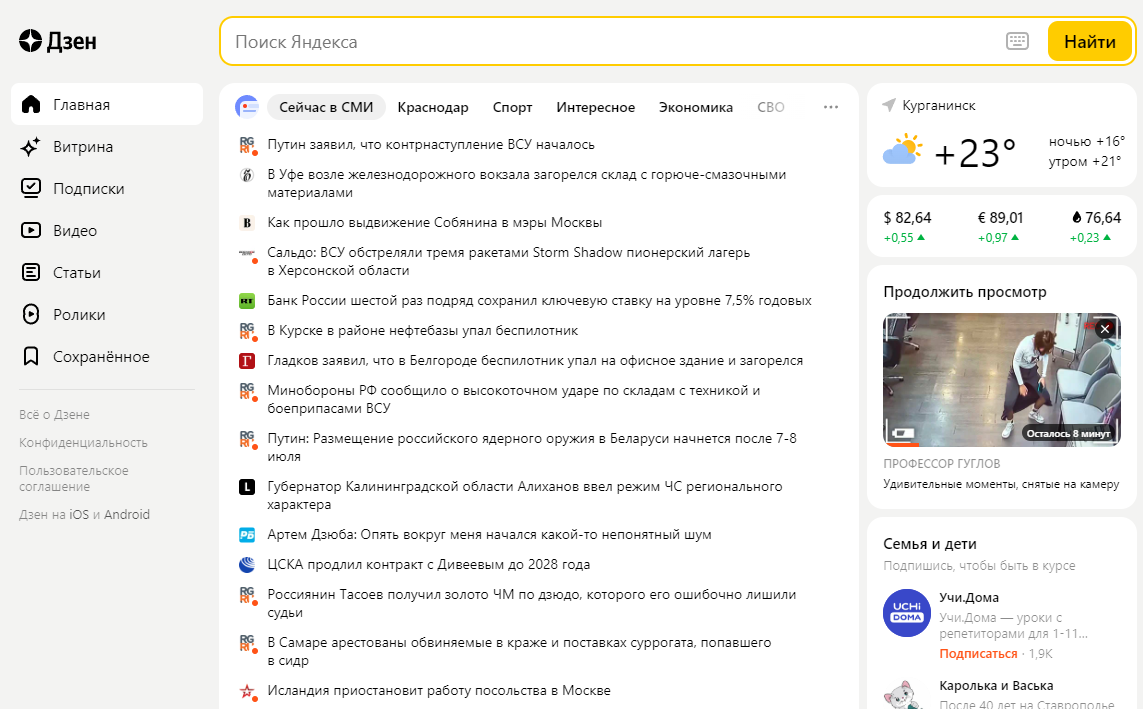 Дзен
Поиск Яндекса
Найти
Главная
Витрина
Подписки
Видео
Статьи
Ролики
Сохранённое
Всё о Дзене
Конфиденциальность
Пользовательское
соглашение
Дзен на iOS и Android
Сейчас в СМИ Краснодар Спорт Интересное Экономика СВО
Путин заявил, что контрнаступление ВСУ началось
В Уфе возле железнодорожного вокзала загорелся склад с горюче-смазочными
материалами
Как прошло выдвижение Собянина в мэры Москвы
Сальдо: ВСУ обстреляли тремя ракетами Storm Shadow пионерский лагерь
в Херсонской области
Банк России шестой раз подряд сохранил ключевую ставку на уровне 7,5% годовых
В Курске в районе нефтебазы упал беспилотник
Гладков заявил, что в Белгороде беспилотник упал на офисное здание и загорелся
Минобороны РФ сообщило о высокоточном ударе по складам с техникой и
боеприпасами ВСУ
Путин: Размещение российского ядерного оружия в Беларуси начнется после 7-8
июля
Губернатор Калининградской области Алиханов ввел режим ЧС регионального
характера
Артем Дзюба: Опять вокруг меня начался какой-то непонятный шум
ЦСКА продлил контракт с Дивеевым до 2028 года
Россиянин Тасоев получил золото ЧМ по дзюдо, которого его ошибочно лишили
судьи
В Самаре арестованы обвиняемые в краже и поставках суррогата, попавшего
в сидр
Исландия приостановит работу посольства в Москве
Курганинск
+23°
ночью +16°
утром +21°
$ 82,64 € 89,01 76,64
+0,55 +0,97 +0,23
Продолжить просмотр
Осталось 8 минут
ПРОФЕССОР ГУГЛОВ
Удивительные моменты, снятые на камеру
Семья и дети
Подпишись, чтобы быть в курсе
UCHi
DOMA
Учи.Дома
Учи.Дома — уроки с
репетиторами для 1-11...
Подписаться · 1,9K
Каролька и Васька
После 40 лет на Ставрополье